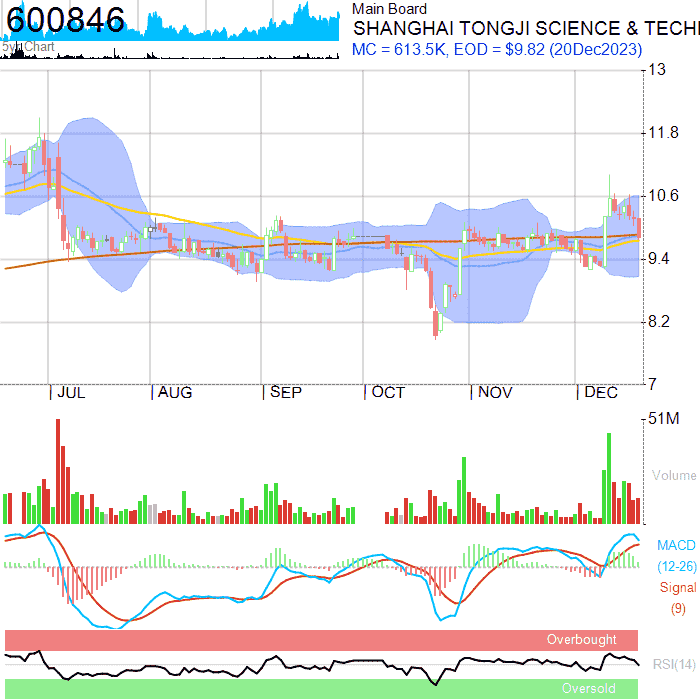 600846
5yr Chart
Main Board
SHANGHAI TONGJI SCIENCE & TECH
MC = 613.5K, EOD = $9.82 (20Dec2023)
13
11.8
10.6
9.4
8.2
7
JUL
AUG
SEP
OCT
NOV
DEC
51M
Volume
MACD
(12-26)
Signal
(9)
Overbought
RSI(14)
Oversold